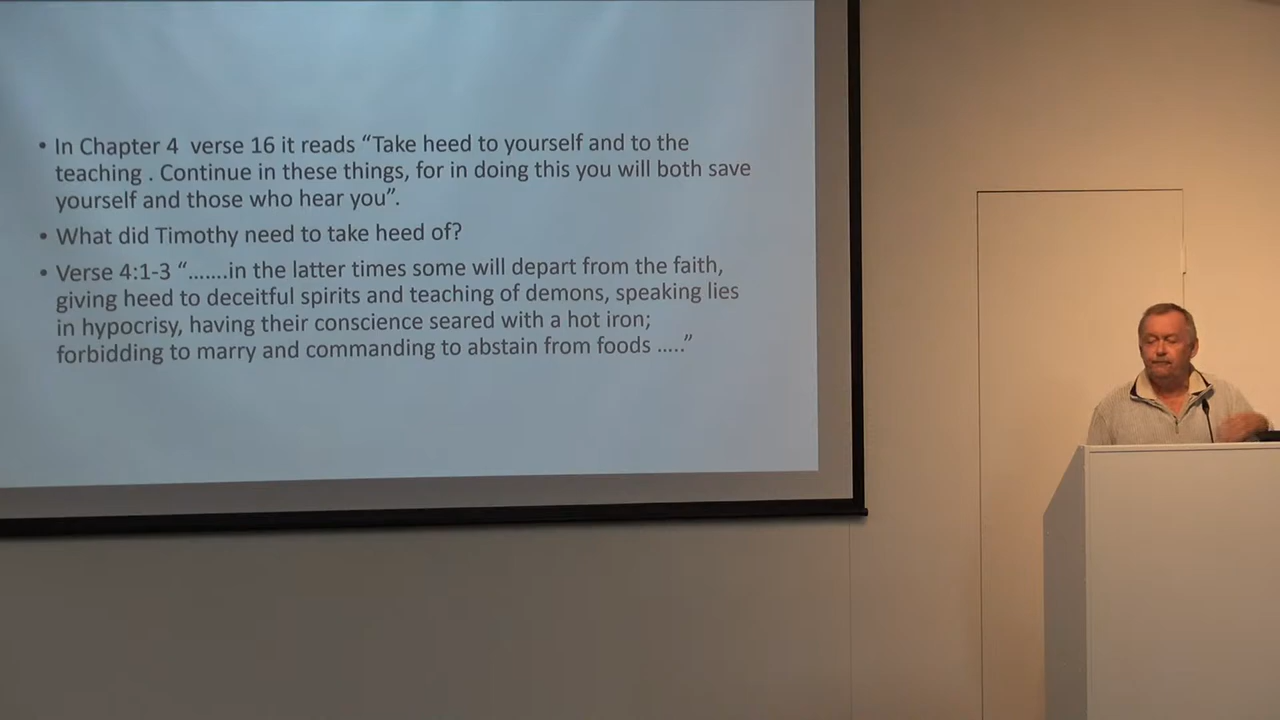 • In Chapter 4  verse 16 it reads “Take heed to yourself and to the
teaching . Continue in these things, for in doing this you will both save
yourself and those who hear you”.
• What did Timothy need to take heed of?
• Verse 4:1-3 “…….in the latter times some will depart from the faith,
giving heed to deceitful spirits and teaching of demons, speaking lies
in hypocrisy, having their conscience seared with a hot iron;
forbidding to marry and commanding to abstain from foods …..”